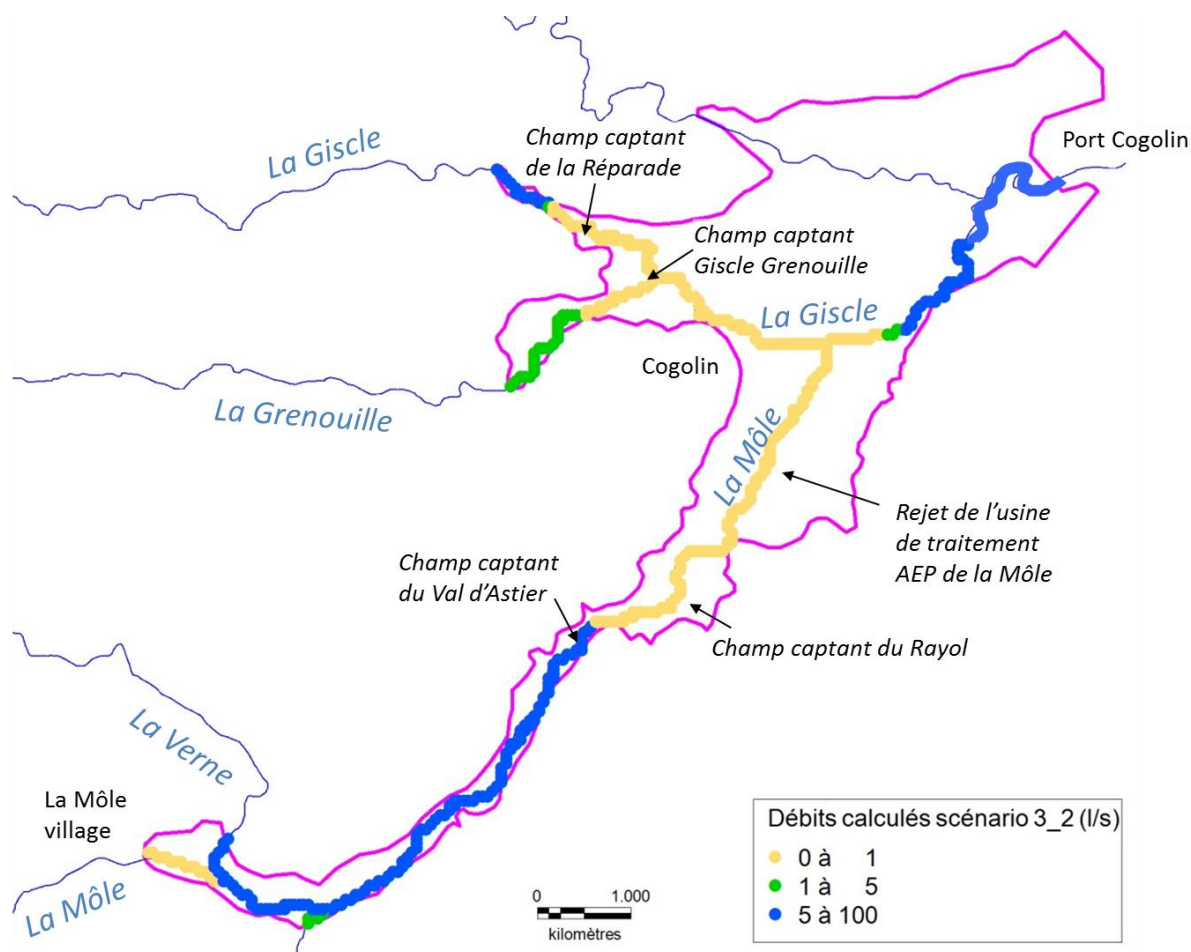 La Giscle
Champ captant
de la Réparade
Port Cogolin
Champ captant
Giscle Grenouille
La Giscle
Cogolin
La Grenouille
La Môle
Rejet de l'usine
de traitement
AEP de la Môle
Champ captant
du Val d'Astier
Champ captant du Rayol
La Verne
La Môle
village
La Môle
0 1.000
kilomètres
Débits calculés scénario 3_2 (l/s)
0 à 1
1 à 5
5 à 100